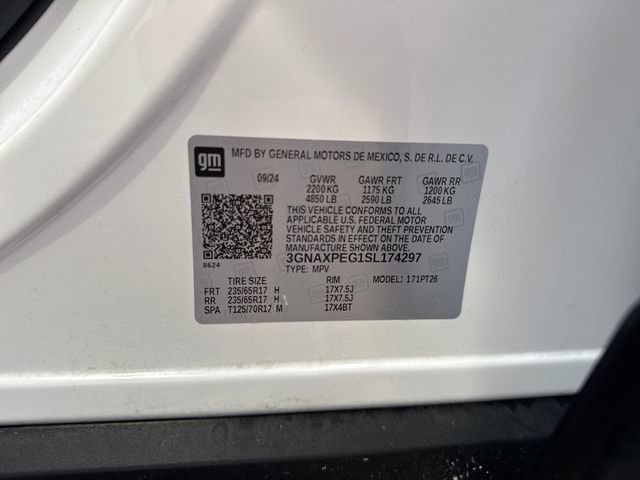 gm MFD BY GENERAL MOTORS DE MEXICO, S. DE R.L. DE C.V.
09/24 GVWR GAWR FRT GAWR RR
2200 KG 1175 KG 1200 KG
4850 LB 2590 LB 2645 LB
THIS VEHICLE CONFORMS TO ALL
APPLICABLE U.S. FEDERAL MOTOR
VEHICLE SAFETY AND THEFT PREVENTION
STANDARDS IN EFFECT ON THE DATE OF
MANUFACTURE SHOWN ABOVE.
8624 3GNAXPEG1SL174297
TYPE: MPV MODEL: 171PT26
TIRE SIZE RIM
FRT 235/65R17 H 17X7.5J
RR 235/65R17 H 17X7.5J
SPA T125/70R17 M 17X4BT